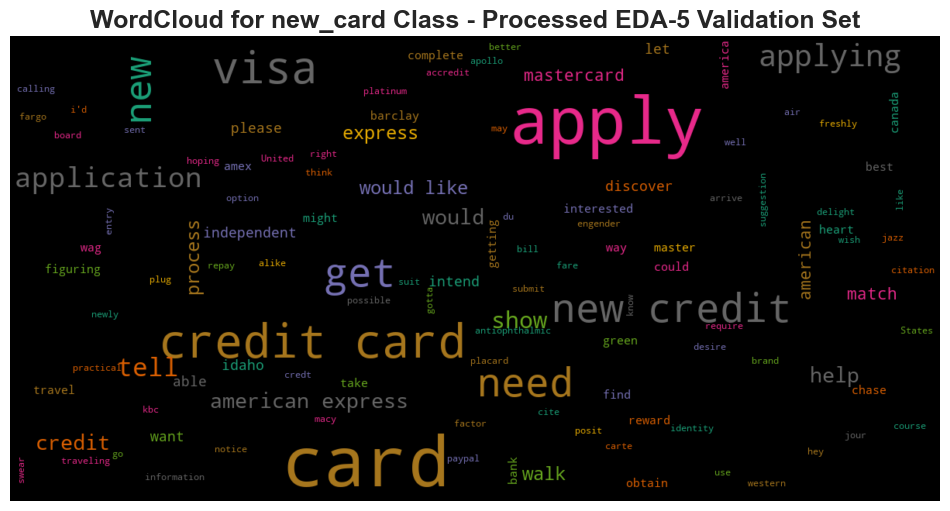 WordCloud for new_card Class - Processed EDA-5 Validation Set
better
complete
let
america
applying
visa
apollo
accredit
mastercard
calling
new
platinum
i'd
fargo
sent
board
please
barclay
express
apply
may
well
air
freshly
canada
hoping
United
right
amex
think
best
application
option
would like
discover
suggestion
arrive
like
entry
might
would
du
interested
engender
delight
heart
wish
jazz
wag
process
independent
getting
bill
way
master
could
american
figuring
plug
repay
alike
get
suit
intend
fare
citation
possible
gotta
submit
new credit
know
match
newly
credit card
show
antiophthalmic
require
green
States
practical
tell
idaho
placard
desire
brand
travel
able
credt
take
need
find
help
chase
kbc
american express
macy
cite
factor
reward
identity
course
credit
want
go
notice
card
posit
carte
jour
hey
swear
traveling
information
paypal
bank
walk
obtain
use
western